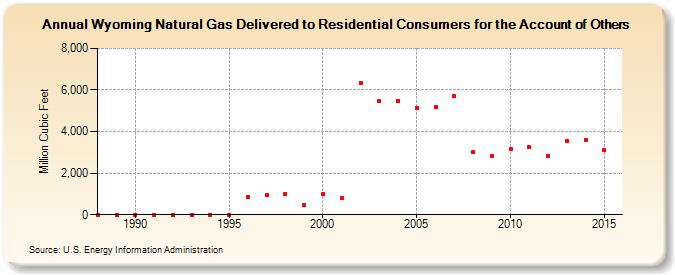 Annual Wyoming Natural Gas Delivered to Residential Consumers for the Account of Others
Million Cubic Feet
8,000
6,000
4,000
2,000
0
1990 1995 2000 2005 2010 2015
Source: U.S. Energy Information Administration